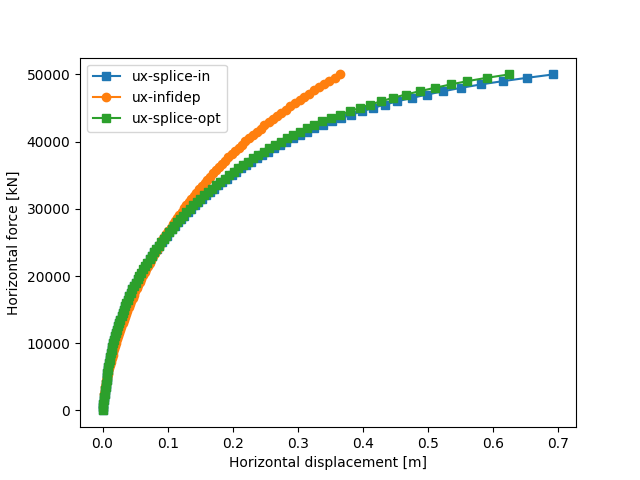 ux-splice-in
ux-infidep
ux-splice-opt
50000
40000
30000
20000
10000
0
Horizontal force [kN]
0.0 0.1 0.2 0.3 0.4 0.5 0.6 0.7
Horizontal displacement [m]